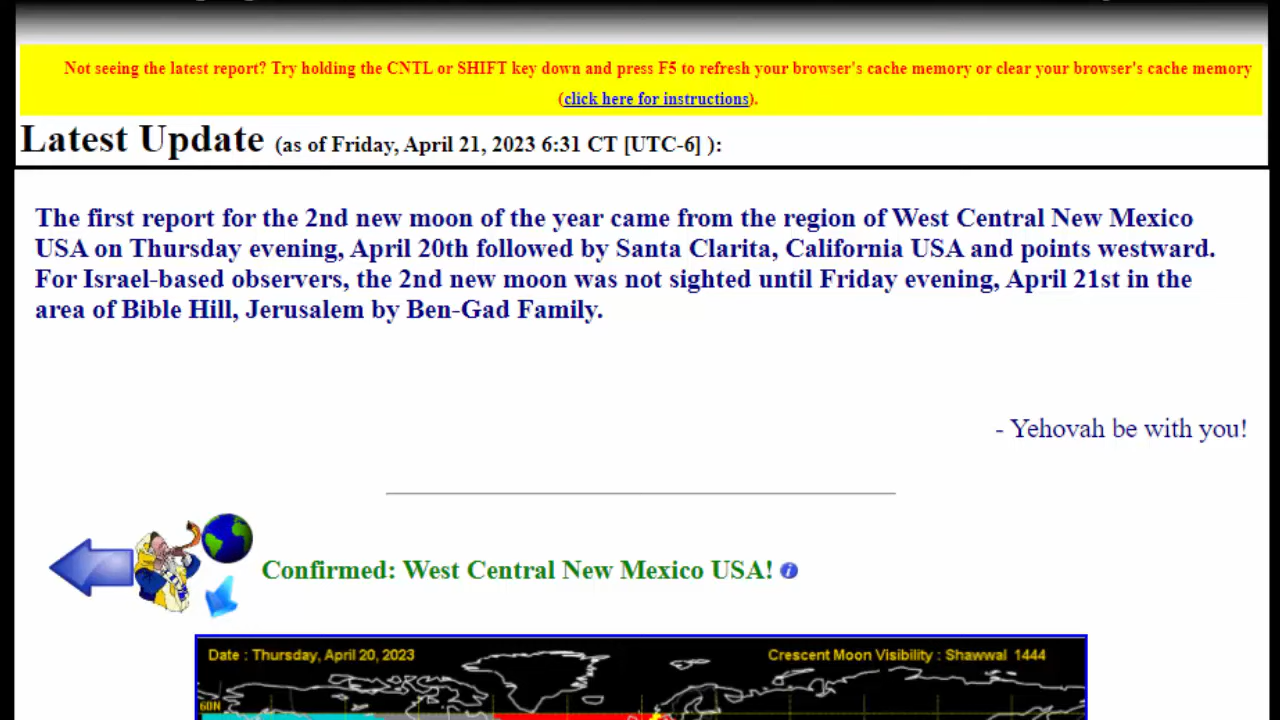 Not seeing the latest report? Try holding the CNTL or SHIFT key down and press F5 to refresh your browser's cache memory or clear your browser's cache memory
(click here for instructions).
Latest Update (as of Friday, April 21, 2023 6:31 CT [UTC-6] ):
The first report for the 2nd new moon of the year came from the region of West Central New Mexico
USA on Thursday evening, April 20th followed by Santa Clarita, California USA and points westward.
For Israel-based observers, the 2nd new moon was not sighted until Friday evening, April 21st in the
area of Bible Hill, Jerusalem by Ben-Gad Family.
- Yehovah be with you!
Confirmed: West Central New Mexico USA!
Date : Thursday, April 20, 2023
Crescent Moon Visibility : Shawwal 1444
60N